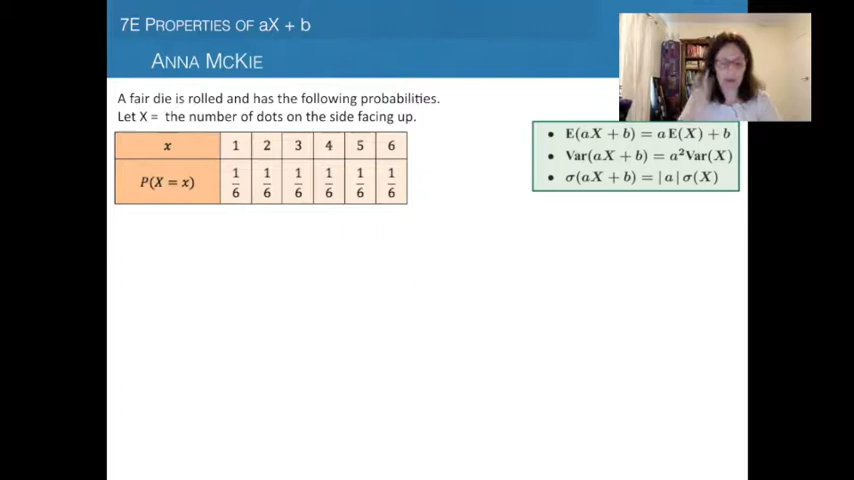 7E PROPERTIES OF aX + b
ANNA MCKIE
A fair die is rolled and has the following probabilities.
Let X = the number of dots on the side facing up.
x 1 2 3 4 5 6
P(X = x) 1/6 1/6 1/6 1/6 1/6 1/6
• E(aX + b) = a E(X) + b
• Var(aX + b) = a²Var(X)
• σ(aX + b) = |a| σ(X)